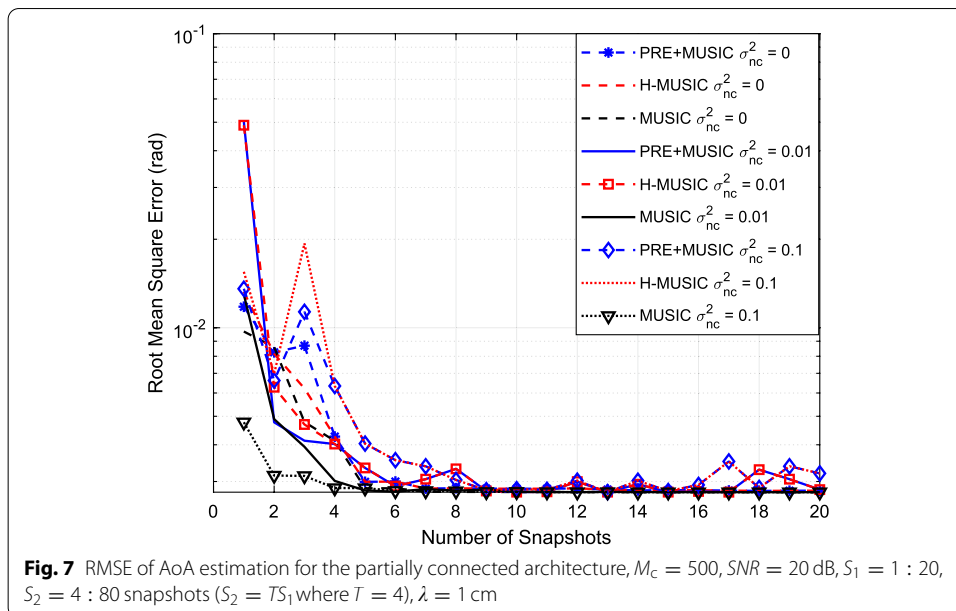 10⁻¹
10⁻²
Root Mean Square Error (rad)
PRE+MUSIC σ²nc = 0
H-MUSIC σ²nc = 0
MUSIC σ²nc = 0
PRE+MUSIC σ²nc = 0.01
H-MUSIC σ²nc = 0.01
MUSIC σ²nc = 0.01
PRE+MUSIC σ²nc = 0.1
H-MUSIC σ²nc = 0.1
MUSIC σ²nc = 0.1
0 2 4 6 8 10 12 14 16 18 20
Number of Snapshots
Fig. 7 RMSE of AoA estimation for the partially connected architecture, Mc = 500, SNR = 20 dB, S₁ = 1 : 20,
S₂ = 4 : 80 snapshots (S₂ = TS₁where T = 4), λ = 1 cm